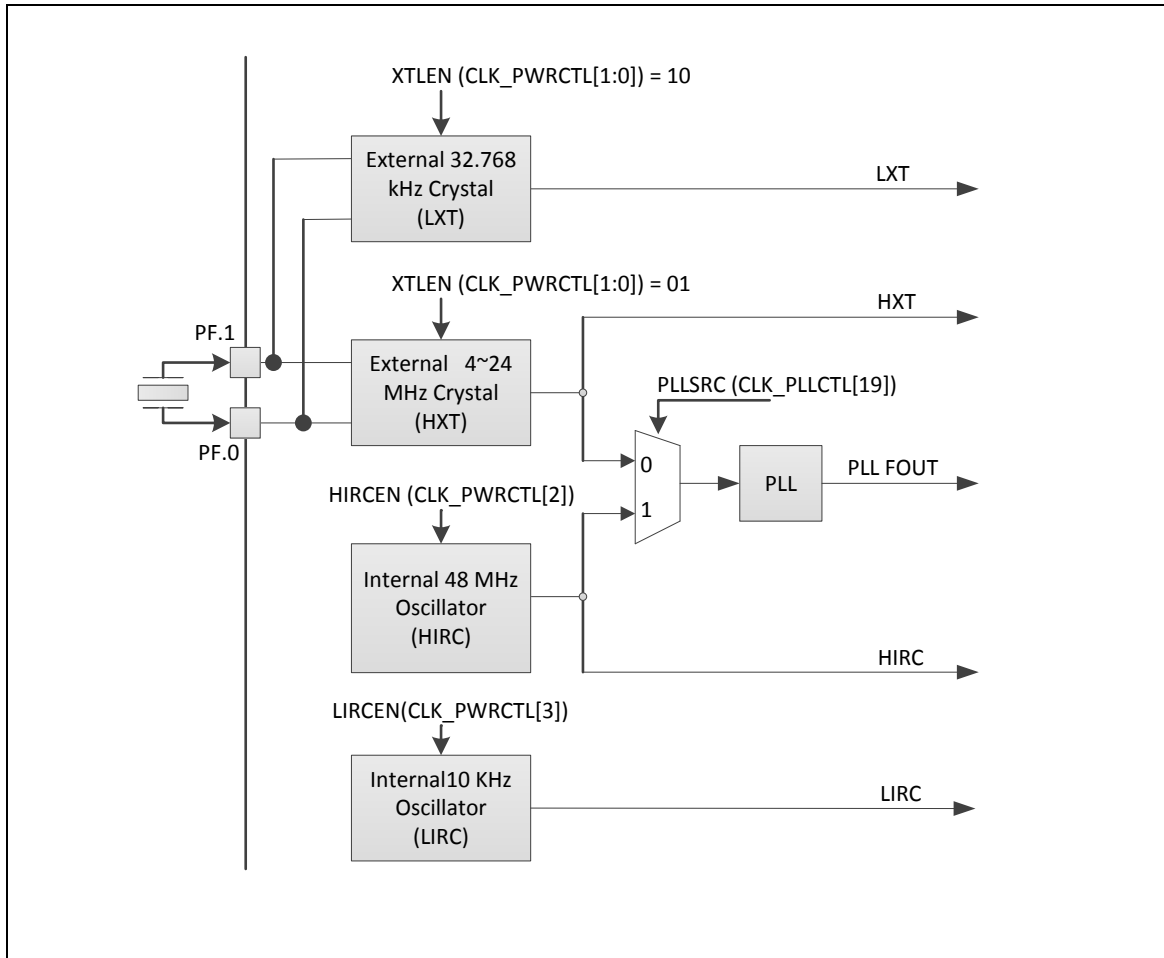 XTLEN (CLK_PWRCTL[1:0]) = 10
External 32.768
kHz Crystal
(LXT)
LXT
XTLEN (CLK_PWRCTL[1:0]) = 01
HXT
PF.1
External 4~24
MHz Crystal
(HXT)
PLLSRC (CLK_PLLCTL[19])
PF.0
0
PLL
PLL FOUT
HIRCEN (CLK_PWRCTL[2])
1
Internal 48 MHz
Oscillator
(HIRC)
HIRC
LIRCEN(CLK_PWRCTL[3])
Internal10 KHz
Oscillator
(LIRC)
LIRC